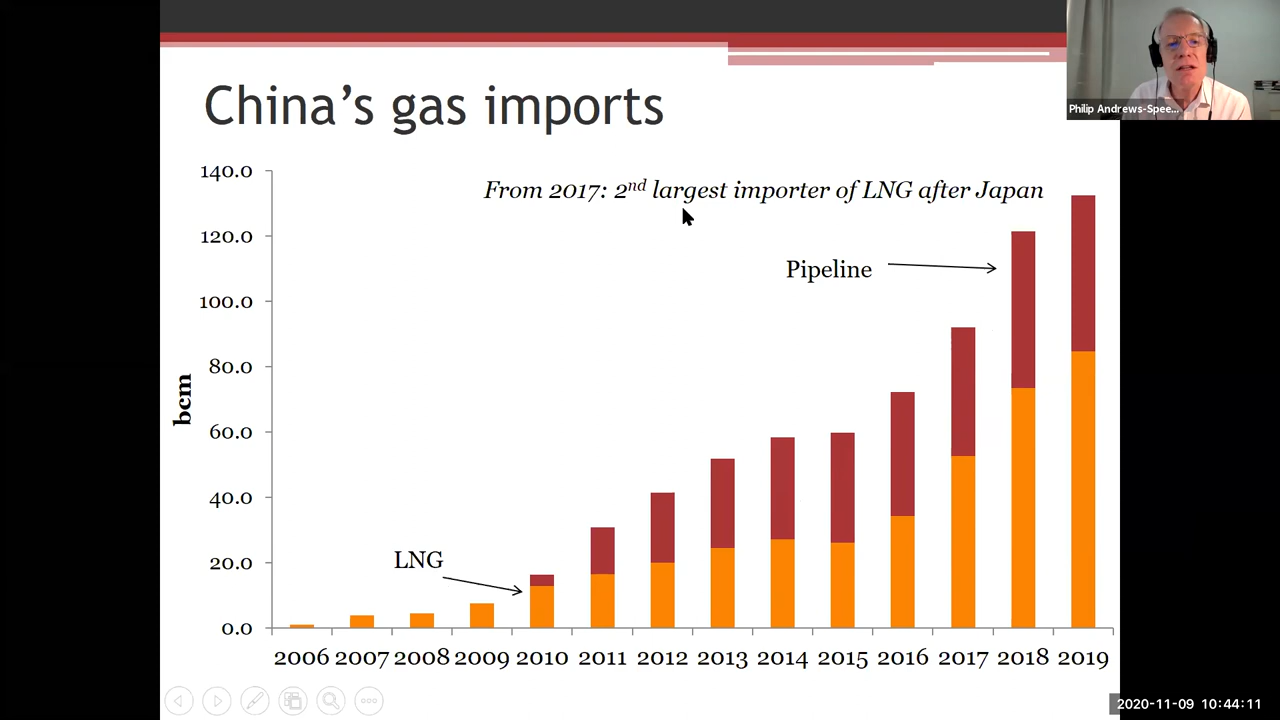 China's gas imports
Philip Andrews-Spee...
From 2017: 2nd largest importer of LNG after Japan
Pipeline
LNG
bcm
140.0
120.0
100.0
80.0
60.0
40.0
20.0
0.0
2006 2007 2008 2009 2010 2011 2012 2013 2014 2015 2016 2017 2018 2019
2020-11-09 10:44:11